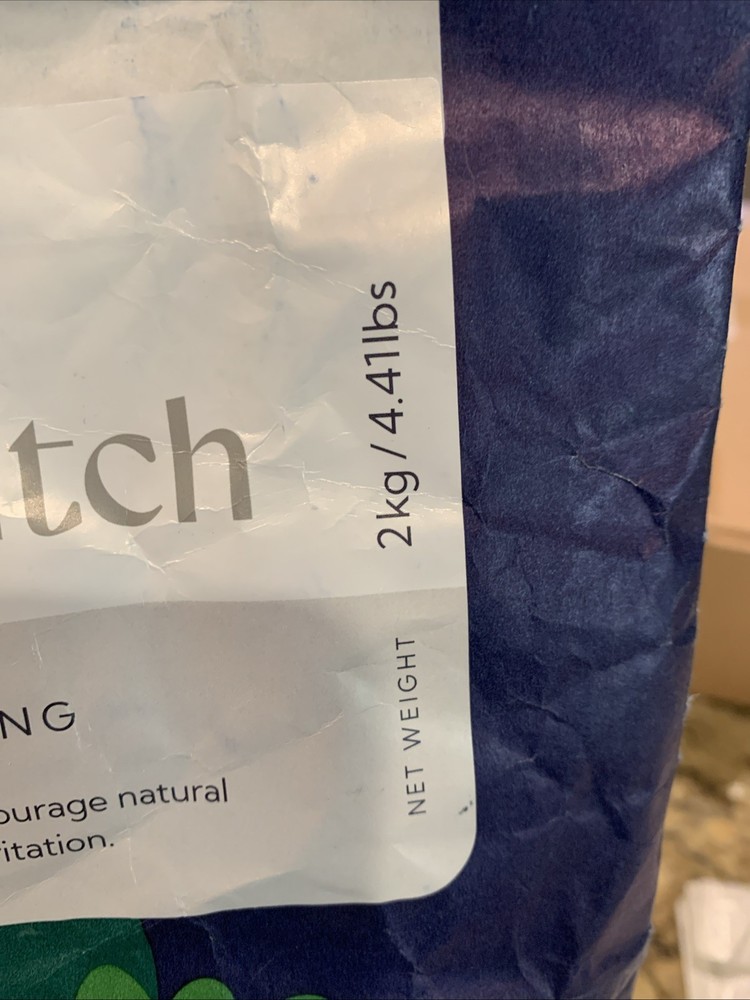 tch
NG
ourage natural
itation.
NET WEIGHT 2kg / 4.41lbs